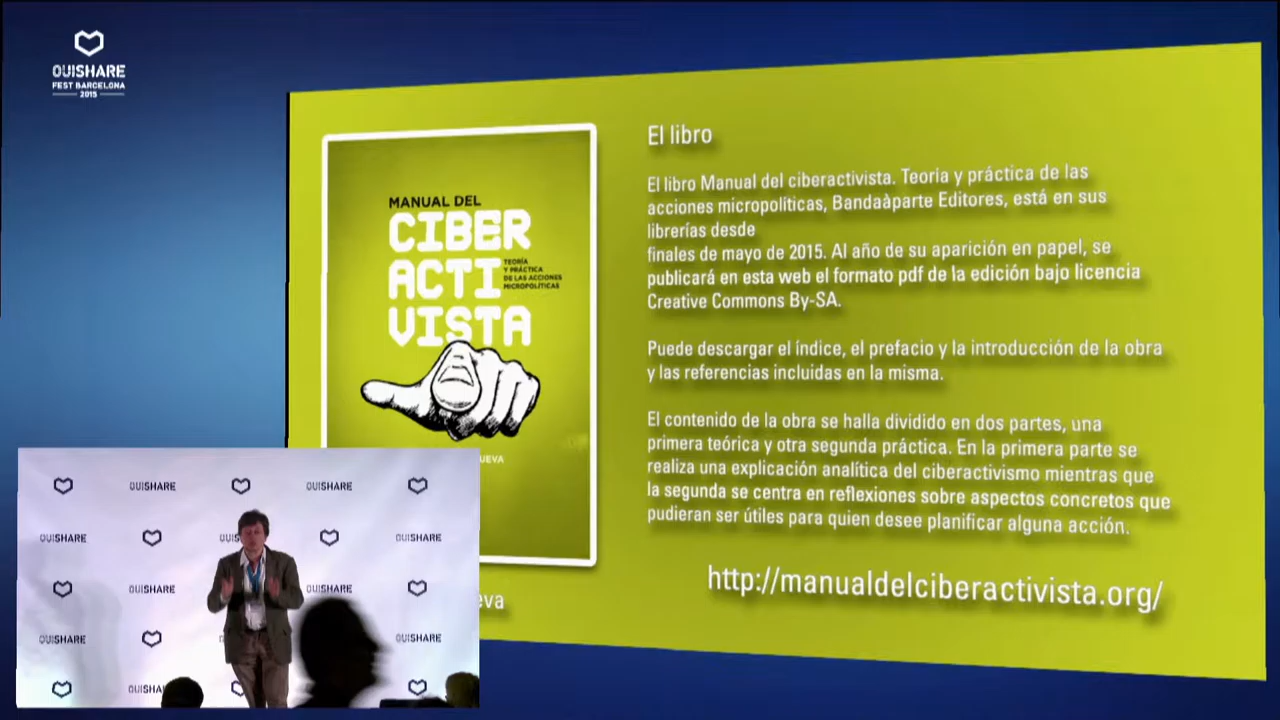 OUISHARE
FEST BARCELONA
2015
MANUAL DEL
CIBER
ACTI
VISTA
TEORÍA
Y PRÁCTICA
DE LAS ACCIONES
MICROPOLÍTICAS
El libro
El libro Manual del ciberactivista. Teoría y práctica de las
acciones micropolíticas, Bandaàparte Editores, está en sus
librerías desde
finales de mayo de 2015. Al año de su aparición en papel, se
publicará en esta web el formato pdf de la edición bajo licencia
Creative Commons By-SA.
Puede descargar el índice, el prefacio y la introducción de la obra
y las referencias incluidas en la misma.
El contenido de la obra se halla dividido en dos partes, una
primera teórica y otra segunda práctica. En la primera parte se
realiza una explicación analítica del ciberactivismo mientras que
la segunda se centra en reflexiones sobre aspectos concretos que
pudieran ser útiles para quien desee planificar alguna acción.
http://manualdelciberactivista.org/
OUISHARE OUISHARE
OUISHARE OUISHARE
OUISHARE OUISHARE
OUISHARE OUISHARE